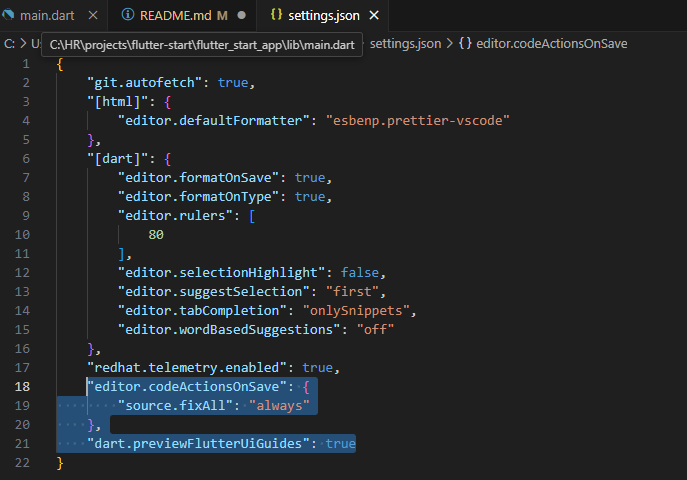 main.dart README.md M settings.json
C: > U
C:\HR\projects\flutter-start\flutter_start_app\lib\main.dart
settings.json > {} editor.codeActionsOnSave
1 {
2 "git.autofetch": true,
3 "[html]": {
4 "editor.defaultFormatter": "esbenp.prettier-vscode"
5 },
6 "[dart]": {
7 "editor.formatOnSave": true,
8 "editor.formatOnType": true,
9 "editor.rulers": [
10 80
11 ],
12 "editor.selectionHighlight": false,
13 "editor.suggestSelection": "first",
14 "editor.tabCompletion": "onlySnippets",
15 "editor.wordBasedSuggestions": "off"
16 },
17 "redhat.telemetry.enabled": true,
18 "editor.codeActionsOnSave": {
19 "source.fixAll": "always"
20 },
21 "dart.previewFlutterUiGuides": true
22 }